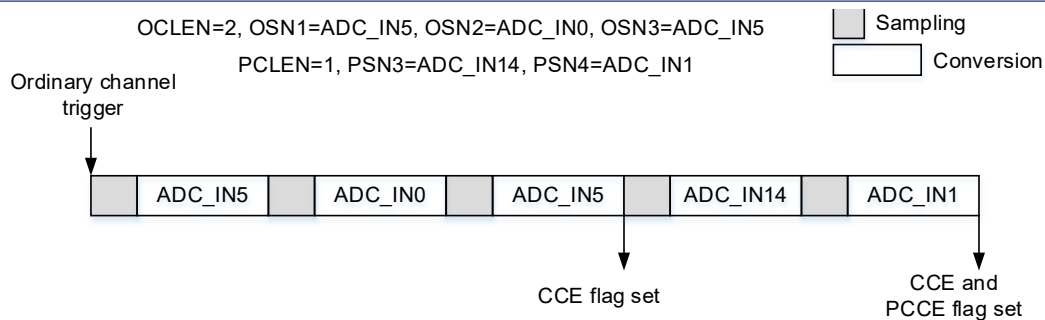 OCLEN=2, OSN1=ADC_IN5, OSN2=ADC_IN0, OSN3=ADC_IN5
Sampling
PCLEN=1, PSN3=ADC_IN14, PSN4=ADC_IN1
Conversion
Ordinary channel
trigger
ADC_IN5 ADC_IN0 ADC_IN5 ADC_IN14 ADC_IN1
CCE flag set
CCE and
PCCE flag set